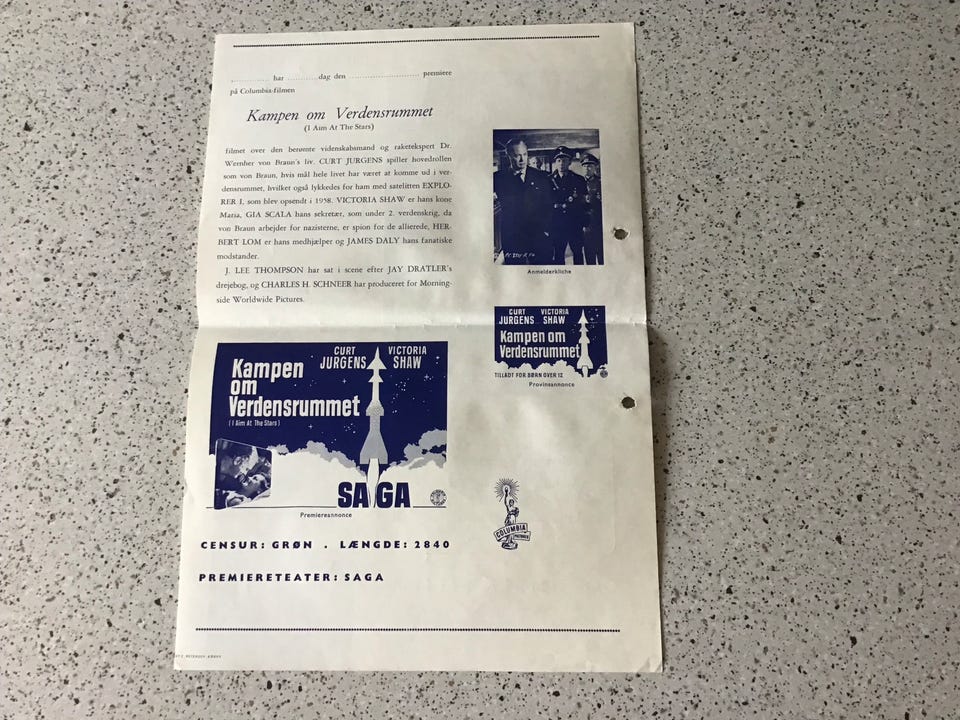 ............ har ............dag den ........................ premiere
på Columbia-filmen
Kampen om Verdensrummet
(I Aim At The Stars)
filmet over den berømte videnskabsmand og raketekspert Dr.
Wernher von Braun's liv. CURT JURGENS spiller hovedrollen
som von Braun, hvis mål hele livet har været at komme ud i ver-
densrummet, hvilket også lykkedes for ham med satelitten EXPLO-
RER I, som blev opsendt i 1958. VICTORIA SHAW er hans kone
Maria, GIA SCALA hans sekretær, som under 2. verdenskrig, da
von Braun arbejder for nazisterne, er spion for de allierede, HER-
BERT LOM er hans medhjælper og JAMES DALY hans fanatiske
modstander.
J. LEE THOMPSON har sat i scene efter JAY DRATLER's
drejebog, og CHARLES H. SCHNEER har produceret for Morning-
side Worldwide Pictures.
Anmelderkliche
CURT JURGENS VICTORIA SHAW
Kampen om
Verdensrummet
TILLADT FOR BØRN OVER 12
Provinsannonce
CURT JURGENS VICTORIA SHAW
Kampen
om
Verdensrummet
(I Aim At The Stars)
SAGA
Premiereannonce
COLUMBIA
PICTURES
CENSUR: GRØN . LÆNGDE: 2840
PREMIERETEATER: SAGA